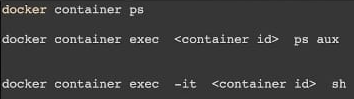 docker container ps
docker container exec <container id> ps aux
docker container exec -it <container id> sh